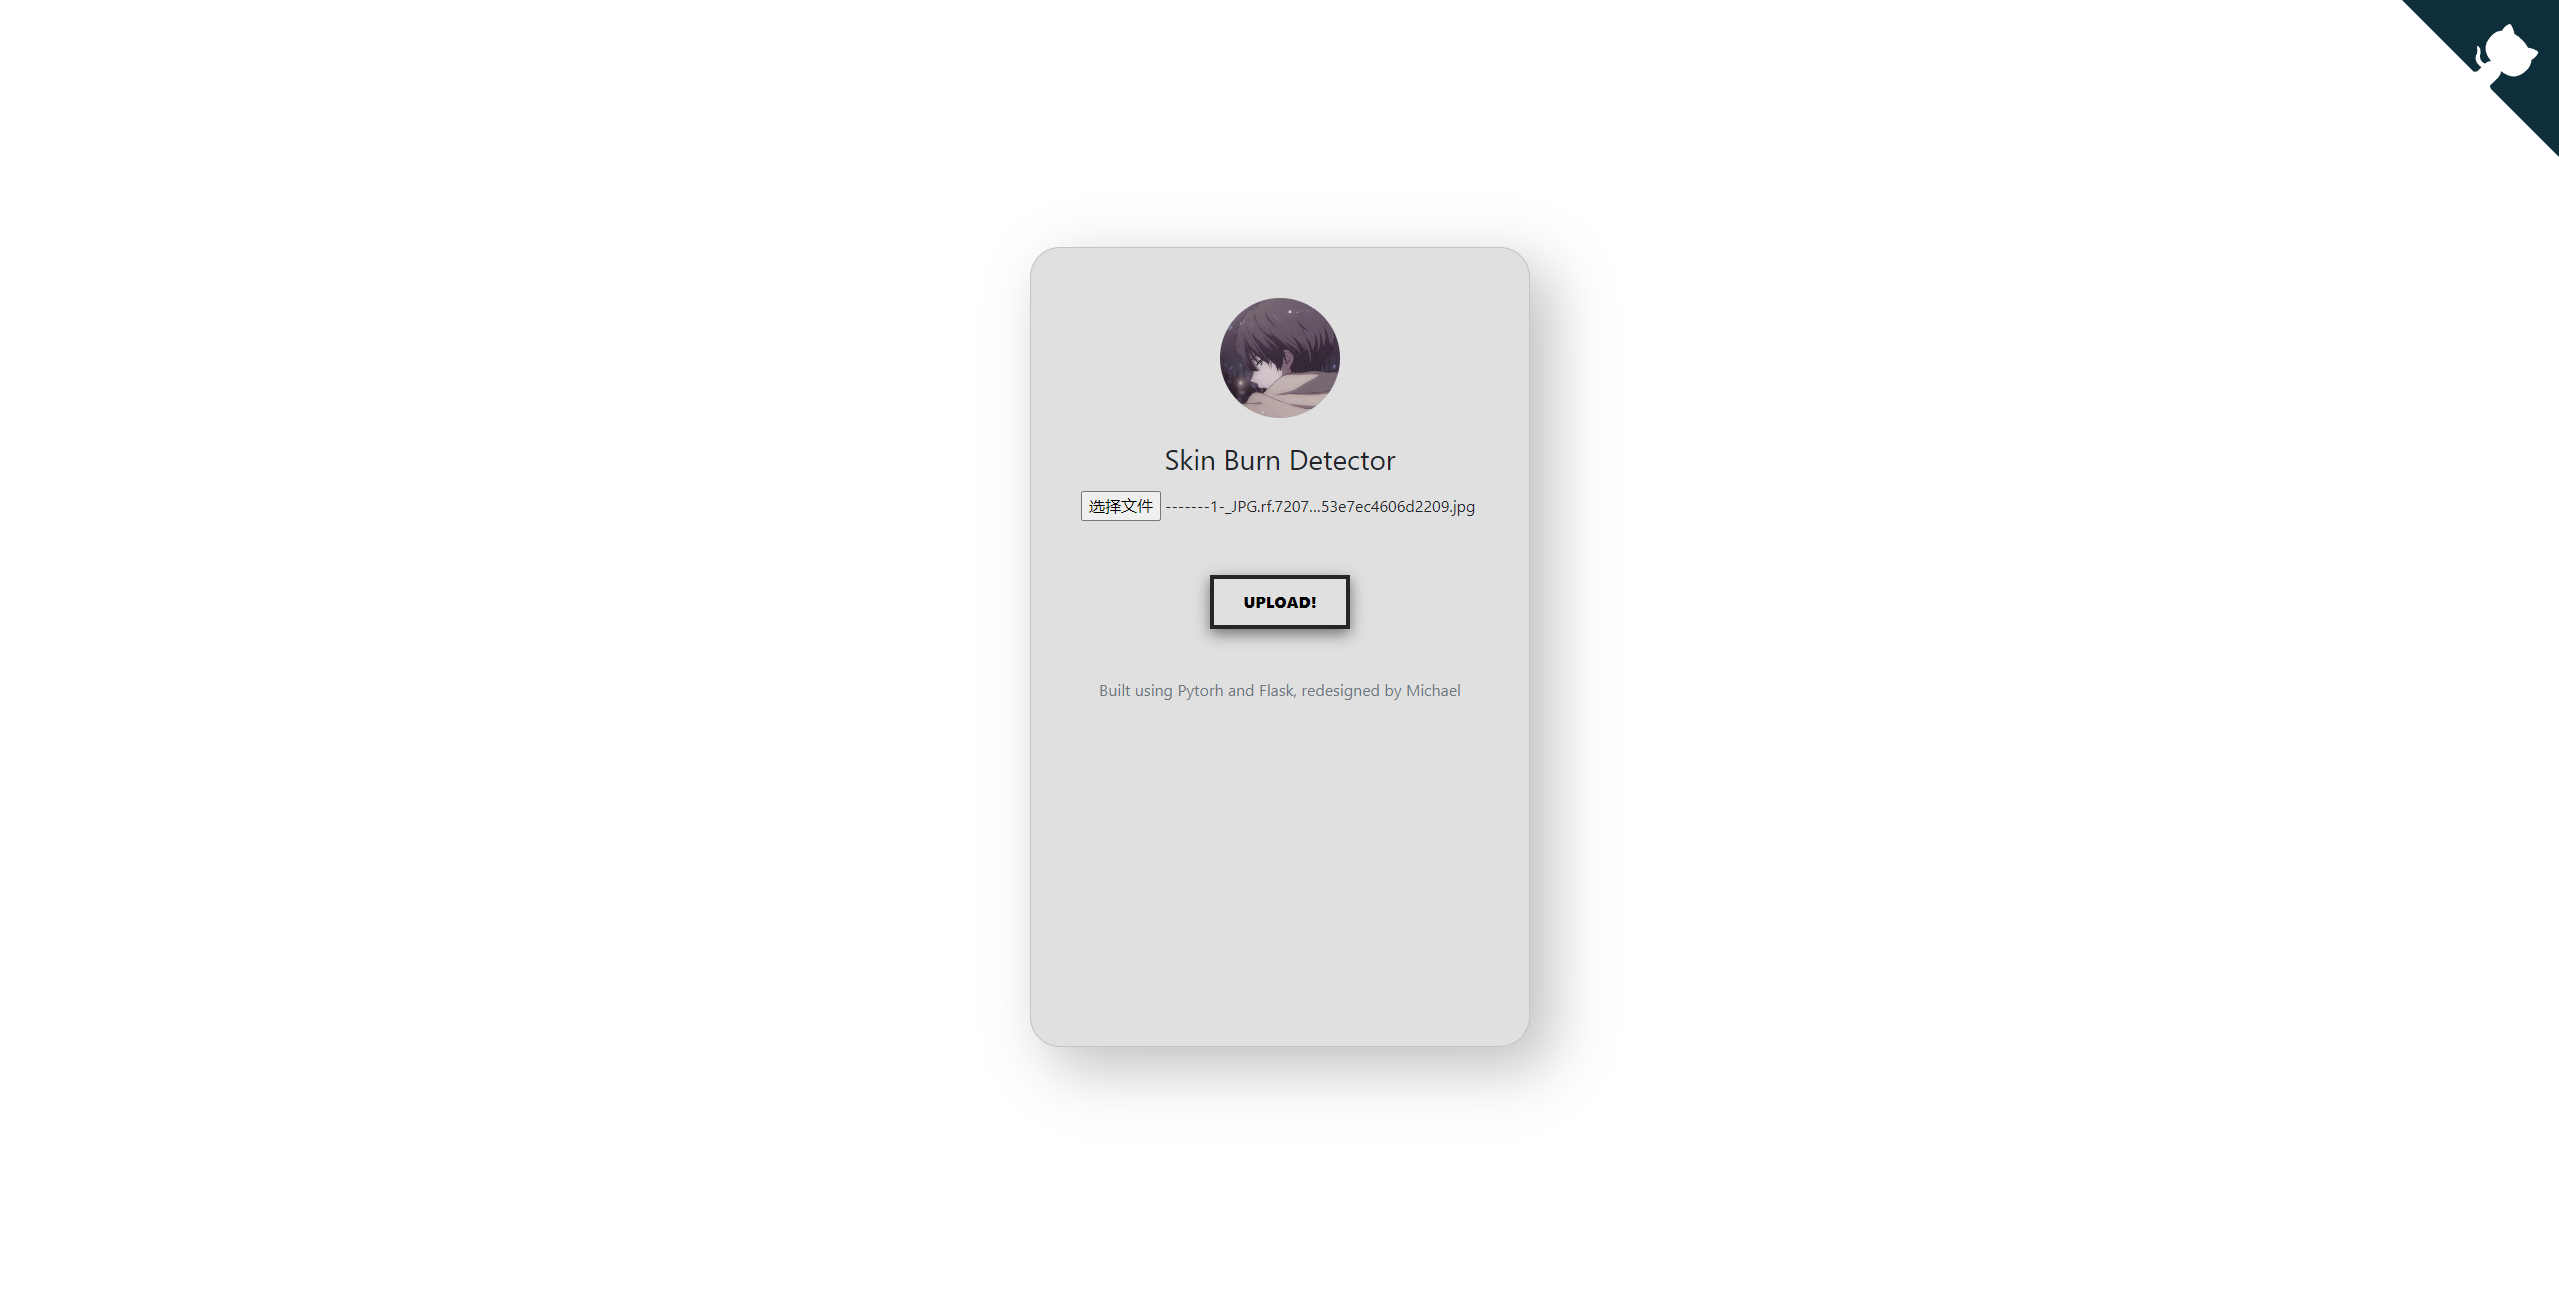 Skin Burn Detector
选择文件 -------1-_JPG.rf.7207...53e7ec4606d2209.jpg
UPLOAD!
Built using Pytorh and Flask, redesigned by Michael